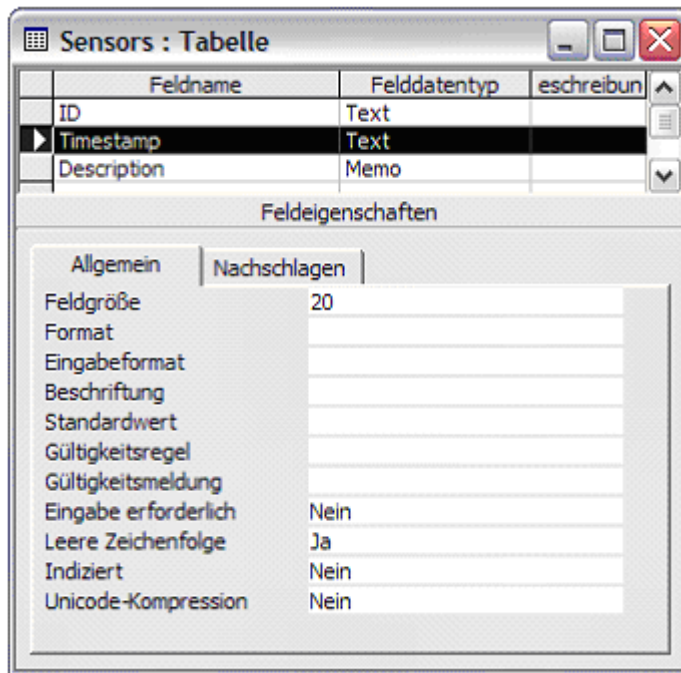 Sensors : Tabelle
Feldname Felddatentyp eschreibun
ID Text
Timestamp Text
Description Memo
Feldeigenschaften
Allgemein Nachschlagen
Feldgröße 20
Format
Eingabeformat
Beschriftung
Standardwert
Gültigkeitsregel
Gültigkeitsmeldung
Eingabe erforderlich Nein
Leere Zeichenfolge Ja
Indiziert Nein
Unicode-Kompression Nein